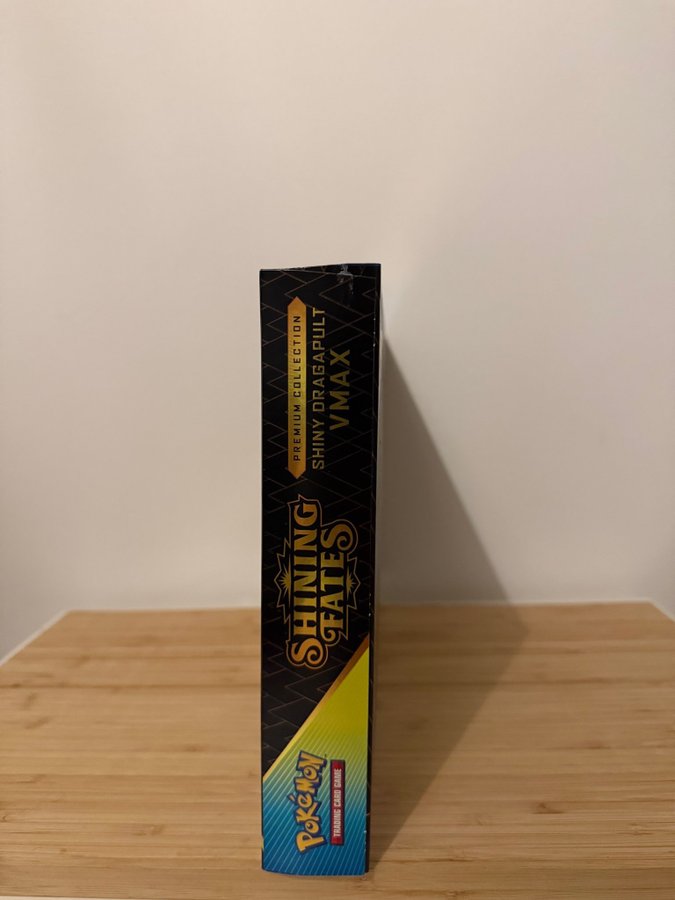 PREMIUM COLLECTION
SHINY DRAGAPULT
VMAX
SHINING
FATES
POKéMON
TRADING CARD GAME